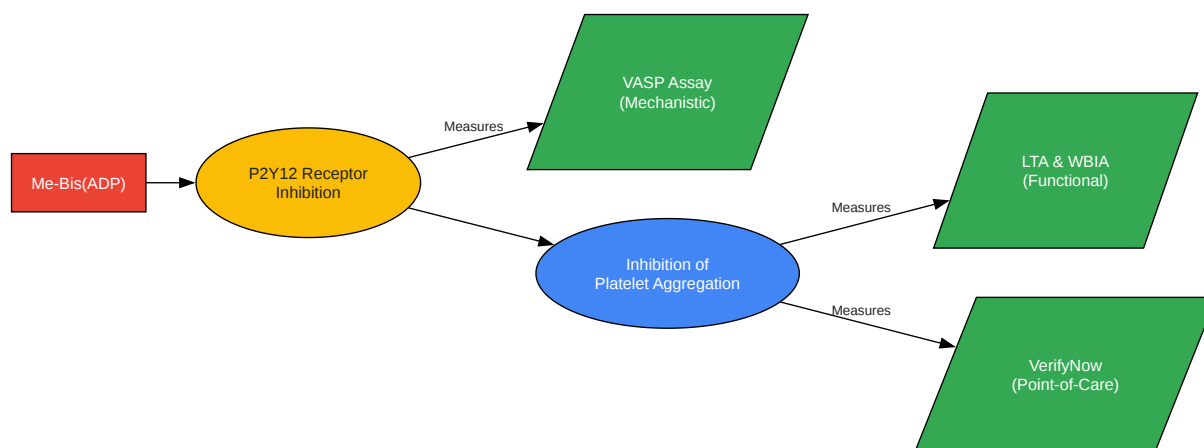 Me-Bis(ADP)
P2Y12 Receptor
Inhibition
Measures
VASP Assay
(Mechanistic)
Inhibition of
Platelet Aggregation
Measures
LTA & WBIA
(Functional)
Measures
VerifyNow
(Point-of-Care)